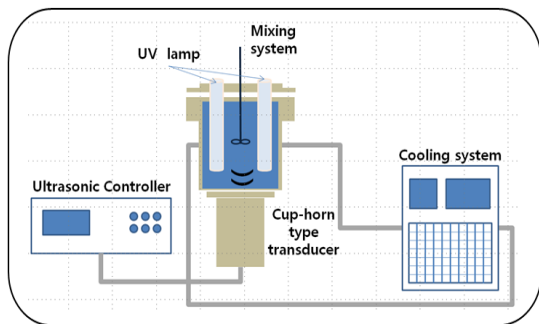 Mixing
system
UV lamp
Cooling system
Ultrasonic Controller
Cup-horn
type
transducer